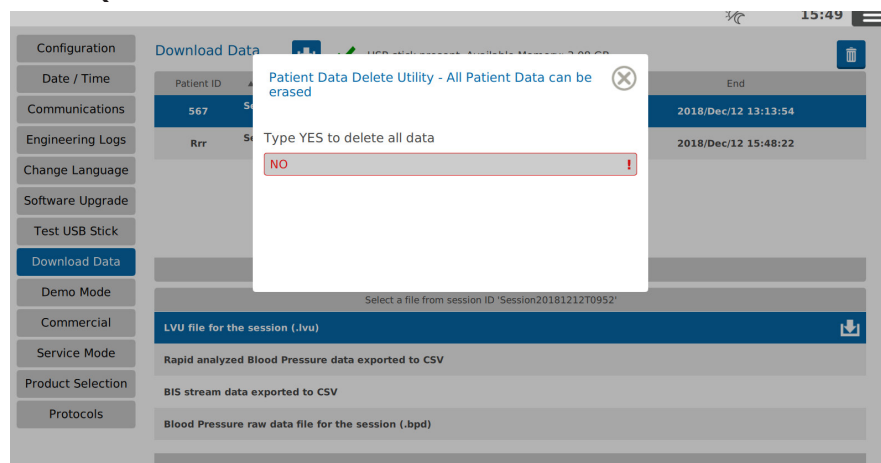 15:49
Configuration
Date / Time
Communications
Engineering Logs
Change Language
Software Upgrade
Test USB Stick
Download Data
Demo Mode
Commercial
Service Mode
Product Selection
Protocols
Download Data
Patient ID
End
567
2018/Dec/12 13:13:54
Rrr
2018/Dec/12 15:48:22
Patient Data Delete Utility - All Patient Data can be
erased
Type YES to delete all data
NO !
Select a file from session ID 'Session20181212T0952'
LVU file for the session (.lvu)
Rapid analyzed Blood Pressure data exported to CSV
BIS stream data exported to CSV
Blood Pressure raw data file for the session (.bpd)